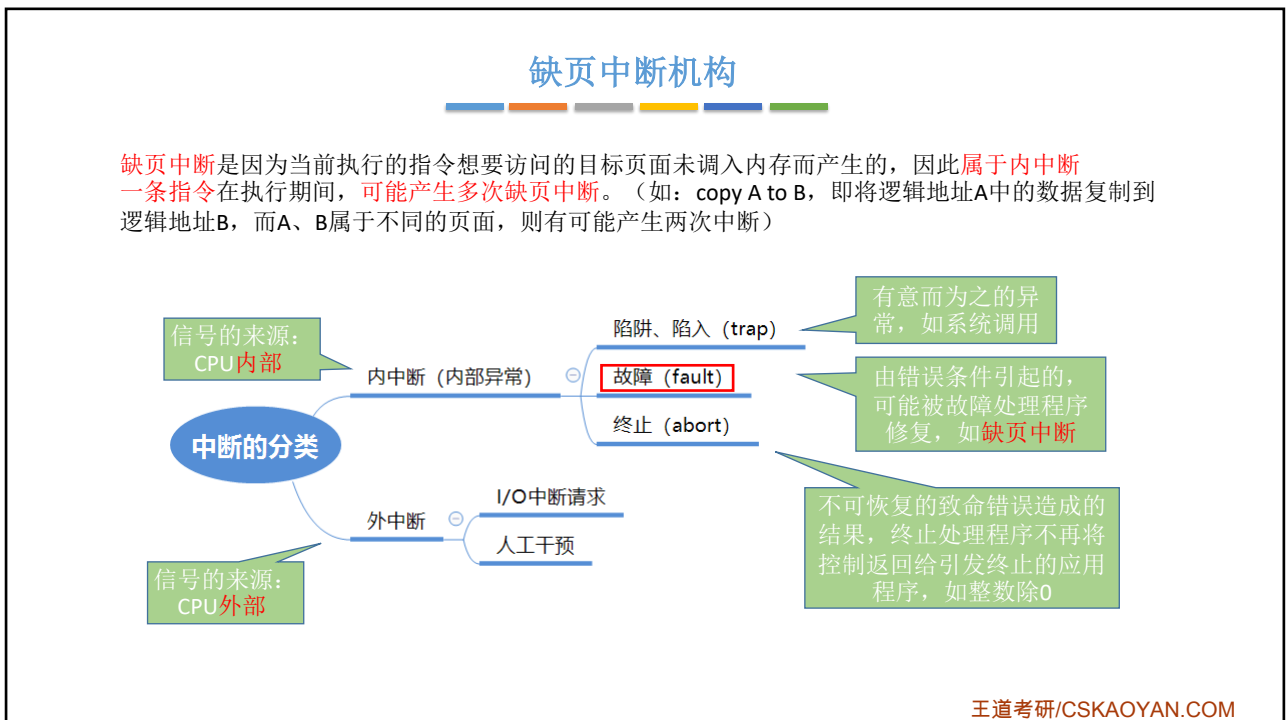 缺页中断机构
缺页中断是因为当前执行的指令想要访问的目标页面未调入内存而产生的，因此属于内中断
一条指令在执行期间，可能产生多次缺页中断。（如：copy A to B，即将逻辑地址A中的数据复制到
逻辑地址B，而A、B属于不同的页面，则有可能产生两次中断）
有意而为之的异
常，如系统调用
信号的来源：
CPU内部
陷阱、陷入（trap）
内中断（内部异常）
故障（fault）
由错误条件引起的，
可能被故障处理程序
修复，如缺页中断
终止（abort）
中断的分类
I/O中断请求
外中断
人工干预
不可恢复的致命错误造成的
结果，终止处理程序不再将
控制返回给引发终止的应用
程序，如整数除0
信号的来源：
CPU外部
王道考研/CSKAOYAN.COM